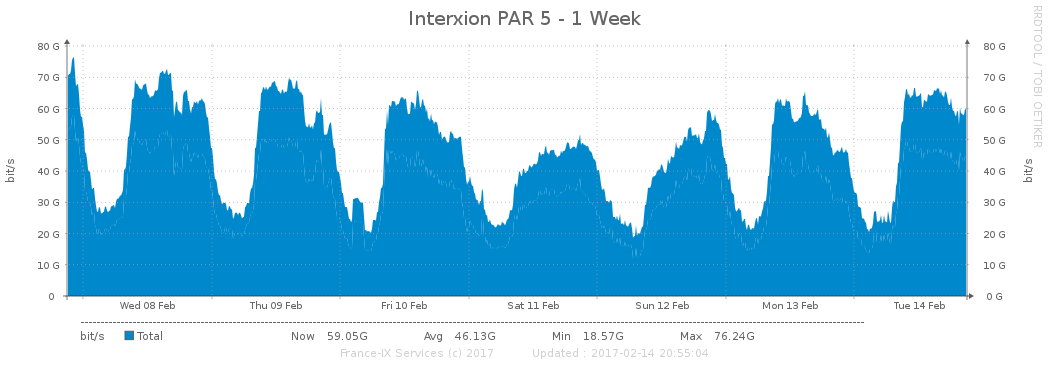 Interxion PAR 5 - 1 Week
RRDTOOL / TOBI OETIKER
bit/s
80 G
70 G
60 G
50 G
40 G
30 G
20 G
10 G
0
80 G
70 G
60 G
50 G
40 G
30 G
20 G
10 G
0 G
bit/s
Wed 08 Feb Thu 09 Feb Fri 10 Feb Sat 11 Feb Sun 12 Feb Mon 13 Feb Tue 14 Feb
bit/s Total Now 59.05G Avg 46.13G Min 18.57G Max 76.24G
France-IX Services (c) 2017 Updated : 2017-02-14 20:55:04